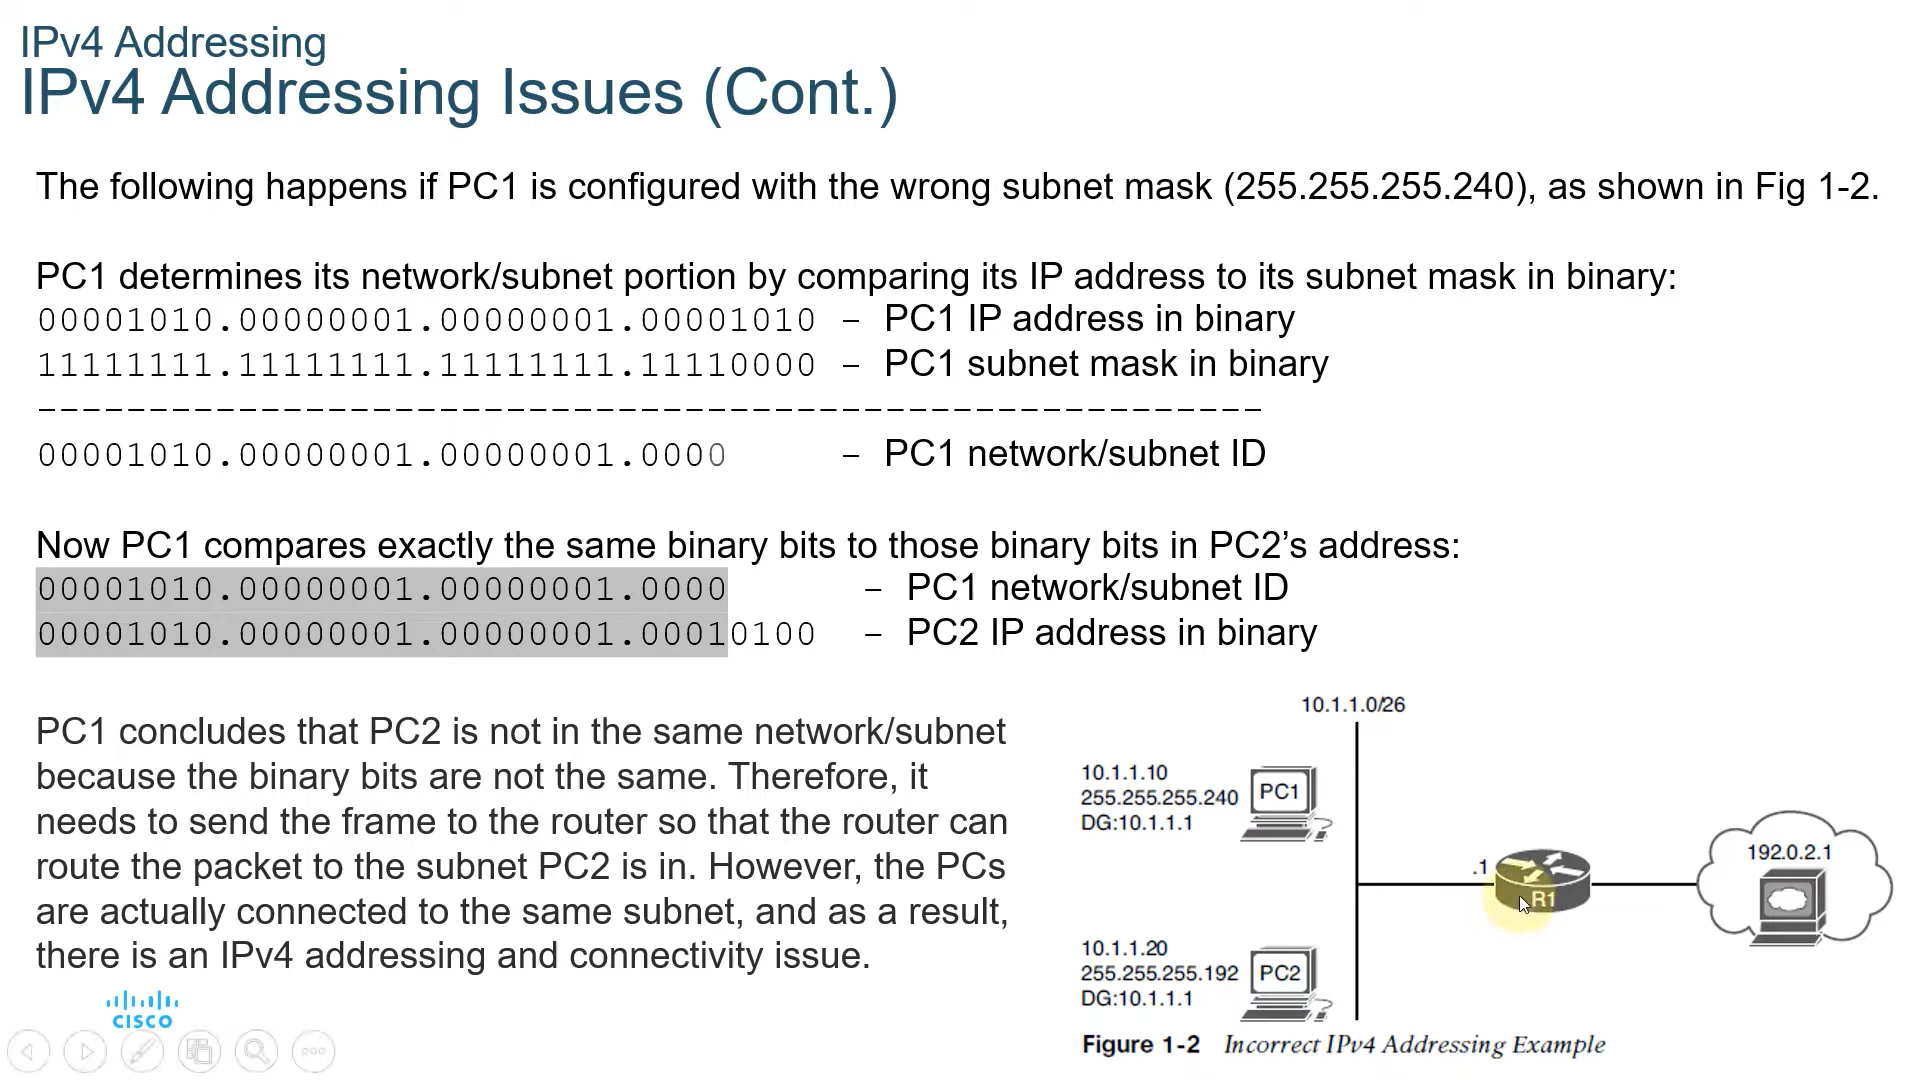 IPv4 Addressing
IPv4 Addressing Issues (Cont.)
The following happens if PC1 is configured with the wrong subnet mask (255.255.255.240), as shown in Fig 1-2.
PC1 determines its network/subnet portion by comparing its IP address to its subnet mask in binary:
00001010.00000001.00000001.00001010 – PC1 IP address in binary
11111111.11111111.11111111.11110000 – PC1 subnet mask in binary
-------------------------------------------------------
00001010.00000001.00000001.0000 – PC1 network/subnet ID
Now PC1 compares exactly the same binary bits to those binary bits in PC2’s address:
00001010.00000001.00000001.0000 – PC1 network/subnet ID
00001010.00000001.00000001.00010100 – PC2 IP address in binary
PC1 concludes that PC2 is not in the same network/subnet
because the binary bits are not the same. Therefore, it
needs to send the frame to the router so that the router can
route the packet to the subnet PC2 is in. However, the PCs
are actually connected to the same subnet, and as a result,
there is an IPv4 addressing and connectivity issue.
10.1.1.0/26
10.1.1.10
255.255.255.240
DG:10.1.1.1
PC1
.1
R1
192.0.2.1
10.1.1.20
255.255.255.192
DG:10.1.1.1
PC2
Figure 1-2 Incorrect IPv4 Addressing Example
CISCO